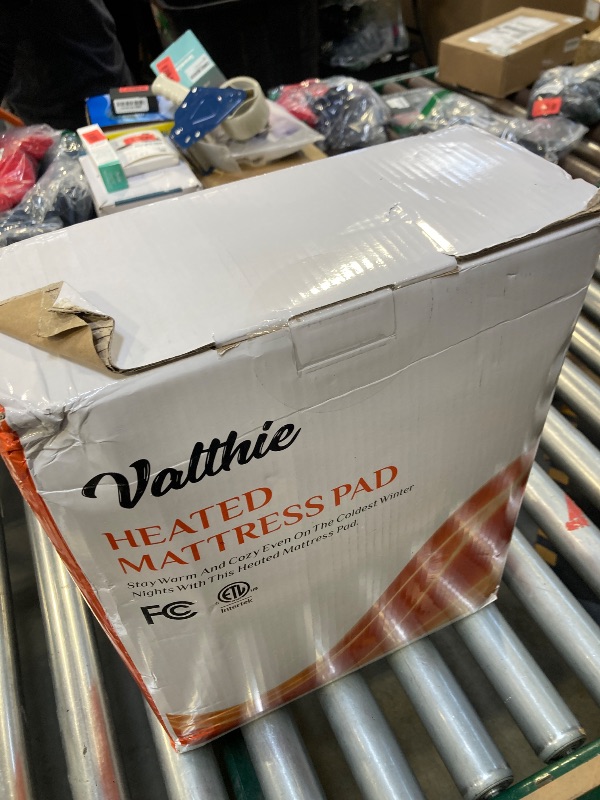 Valthie
HEATED
MATTRESS PAD
Stay Warm And Cozy Even On The Coldest Winter
Nights With This Heated Mattress Pad.
FC
ETL
Intertek